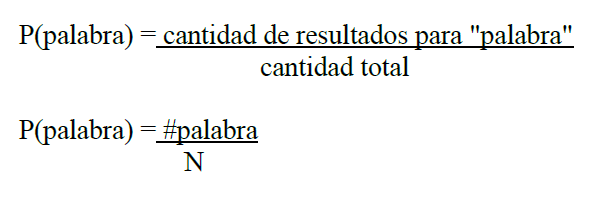 P(palabra) = cantidad de resultados para "palabra"
cantidad total
P(palabra) = #palabra
N